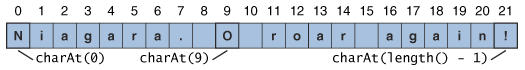 0 1 2 3 4 5 6 7 8 9 10 11 12 13 14 15 16 17 18 19 20 21
N i a g a r a . O r o a r a g a i n !
charAt(0) charAt(9) charAt(length() - 1)